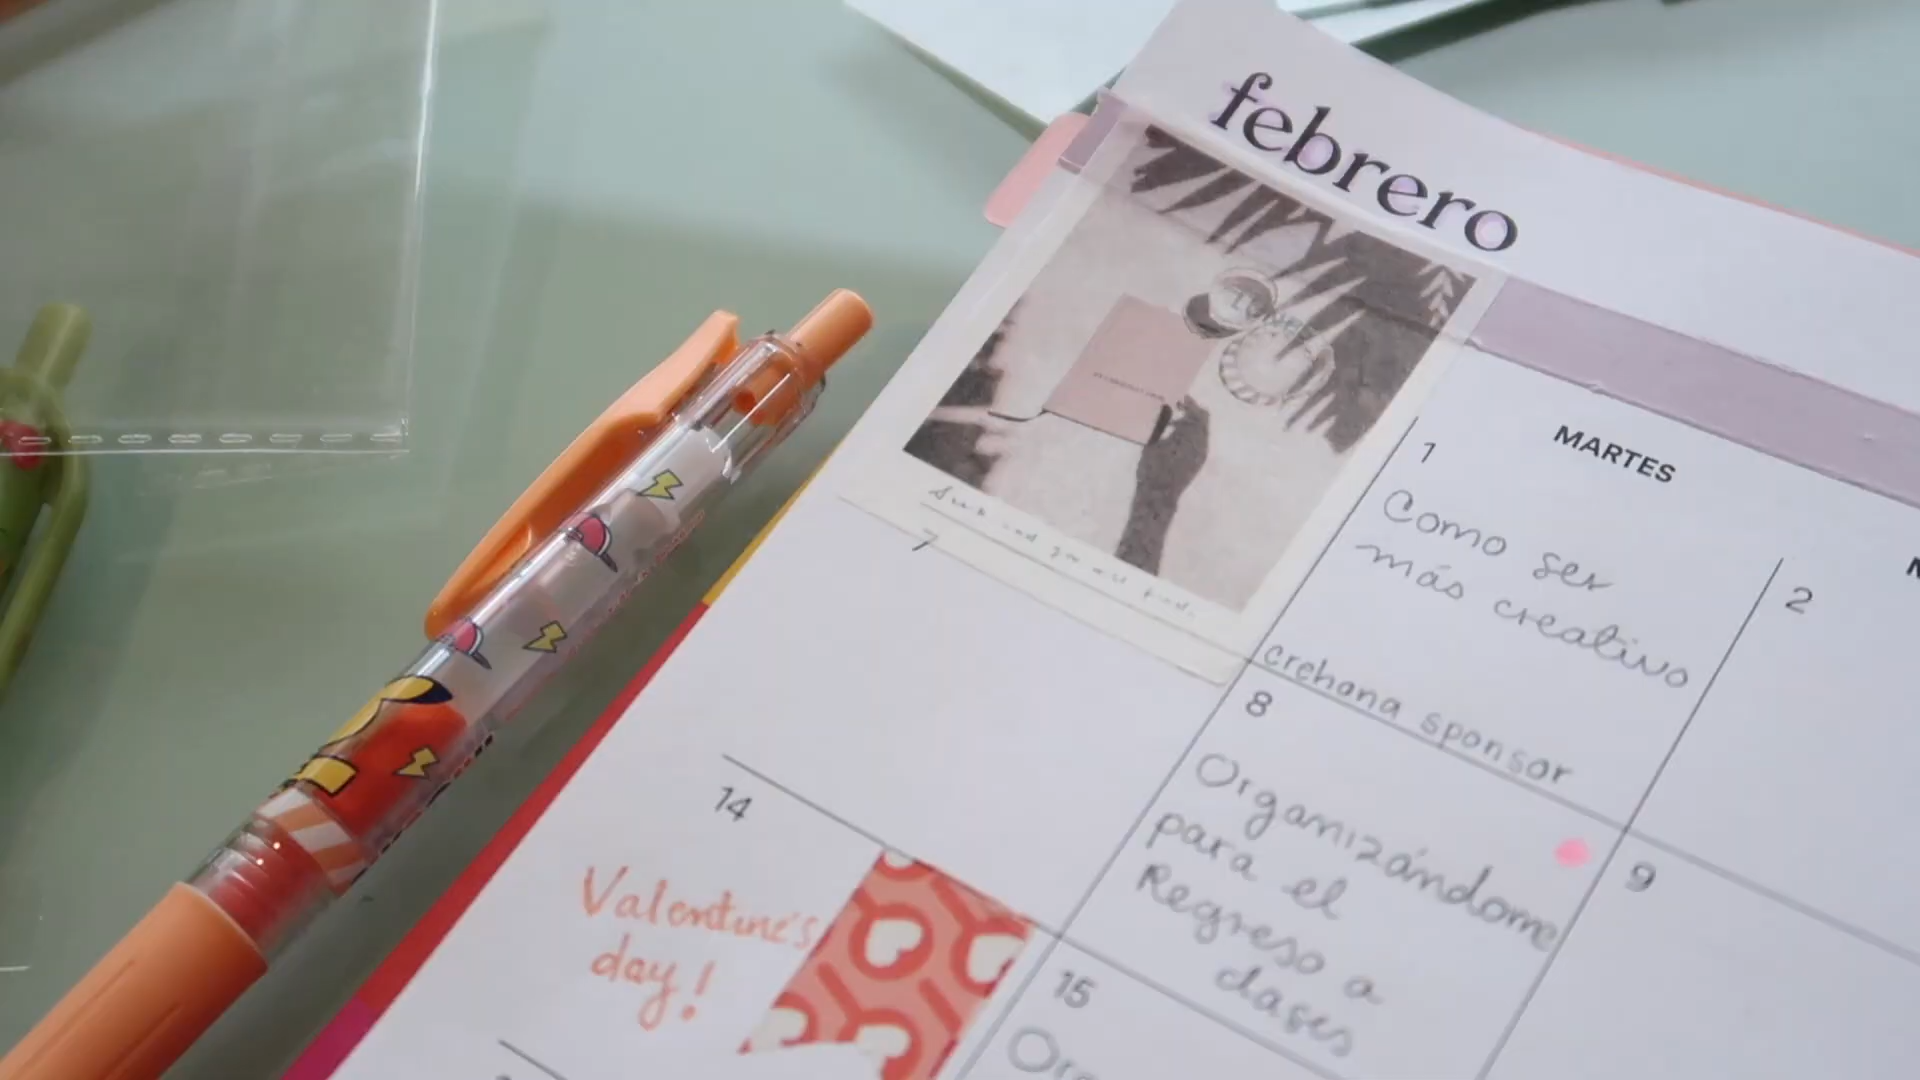 febrero
LUNES
MARTES
1
Como ser
más creativo
crehana sponsor
2
7
8
Organizándome
para el
Regreso a
clases
9
14
Valentine's
day!
15